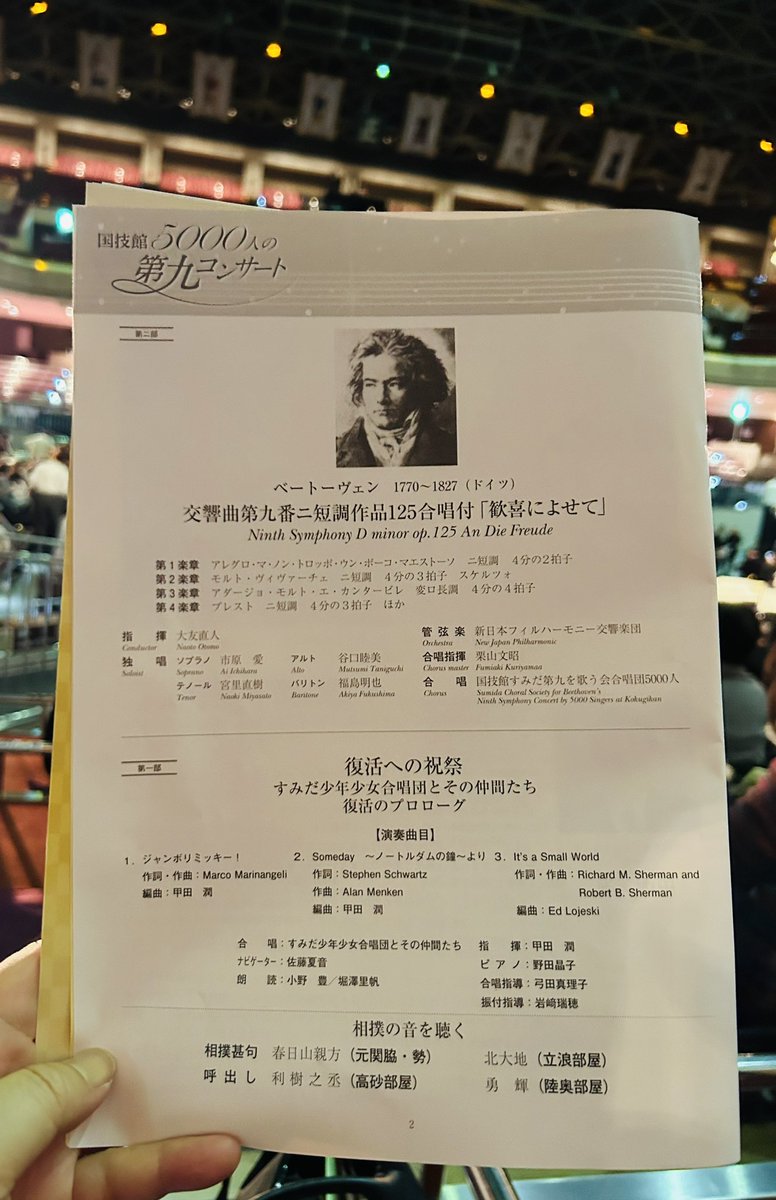 国技館5000人の
第九コンサート
第二部
ベートーヴェン 1770〜1827（ドイツ）
交響曲第九番ニ短調作品125合唱付「歓喜によせて」
Ninth Symphony D minor op.125 An Die Freude
第1楽章 アレグロ・マ・ノン・トロッポ・ウン・ポーコ・マエストーソ ニ短調 4分の2拍子
第2楽章 モルト・ヴィヴァーチェ ニ短調 4分の3拍子 スケルツォ
第3楽章 アダージョ・モルト・エ・カンタービレ 変ロ長調 4分の4拍子
第4楽章 プレスト ニ短調 4分の3拍子 ほか
指揮 大友直人
Conductor Naoto Otomo
独唱 ソプラノ 市原 愛 アルト 谷口睦美
Soloist Soprano Ai Ichihara Alto Mutsumi Taniguchi
テノール 宮里直樹 バリトン 福島明也
Tenor Naoki Miyasato Baritone Akiya Fukushima
管弦楽 新日本フィルハーモニー交響楽団
Orchestra New Japan Philharmonic
合唱指揮 栗山文昭
Chorus master Fumiaki Kuriyamaa
合唱 国技館すみだ第九を歌う会合唱団5000人
Chorus Sumida Choral Society for Beethoven's
Ninth Symphony Concert by 5000 Singers at Kokugikan
第一部
復活への祝祭
すみだ少年少女合唱団とその仲間たち
復活のプロローグ
【演奏曲目】
1. ジャンボリミッキー！
作詞・作曲：Marco Marinangeli
編曲：甲田 潤
2. Someday 〜ノートルダムの鐘〜より
作詞：Stephen Schwartz
作曲：Alan Menken
編曲：甲田 潤
3. It's a Small World
作詞・作曲：Richard M. Sherman and
Robert B. Sherman
編曲：Ed Lojeski
合唱：すみだ少年少女合唱団とその仲間たち
ナビゲーター：佐藤夏音
朗読：小野 豊／堀澤里帆
指揮：甲田 潤
ピアノ：野田晶子
合唱指導：弓田真理子
振付指導：岩﨑瑞穂
相撲の音を聴く
相撲甚句 春日山親方（元関脇・勢） 北大地（立浪部屋）
呼出し 利樹之丞（高砂部屋） 勇輝（陸奥部屋）
2